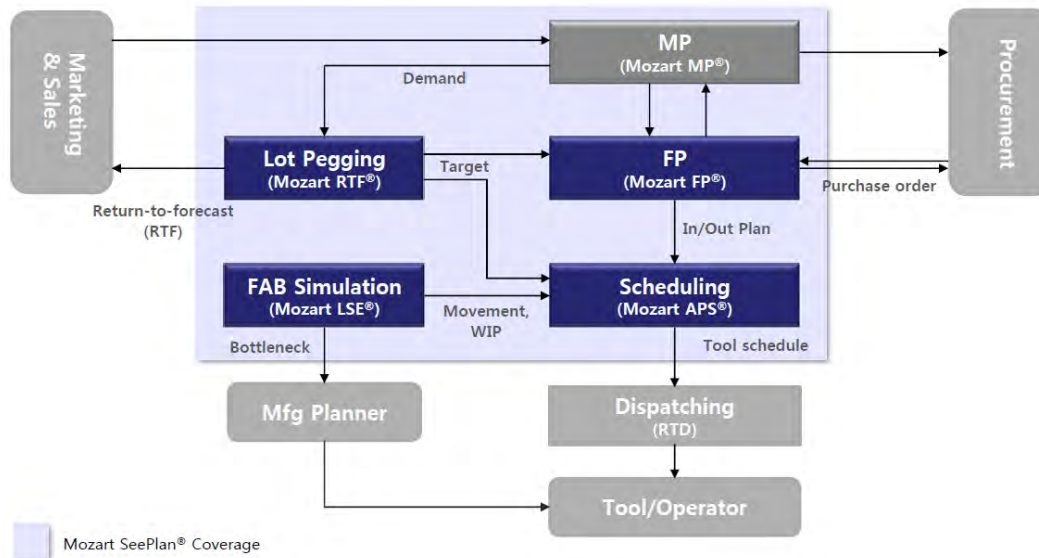 Marketing
& Sales
MP
(Mozart MP®)
Procurement
Demand
Lot Pegging
(Mozart RTF®)
Target
FP
(Mozart FP®)
Purchase order
Return-to-forecast
(RTF)
In/Out Plan
FAB Simulation
(Mozart LSE®)
Movement,
WIP
Scheduling
(Mozart APS®)
Bottleneck
Tool schedule
Mfg Planner
Dispatching
(RTD)
Tool/Operator
Mozart SeePlan® Coverage